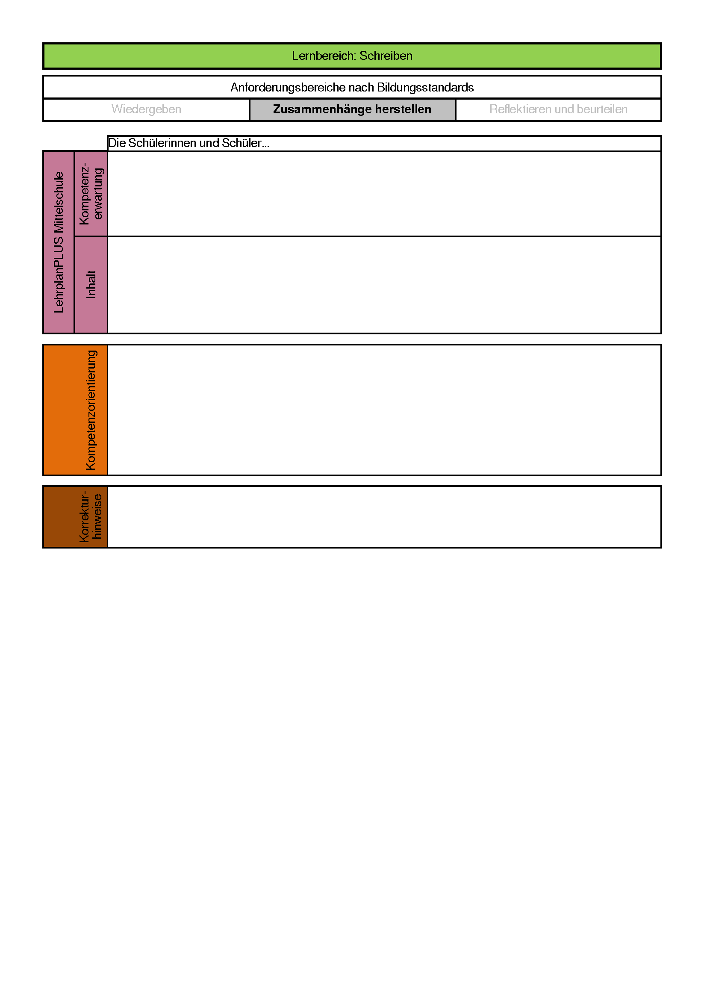 Lernbereich: Schreiben
Anforderungsbereiche nach Bildungsstandards
Wiedergeben
Zusammenhänge herstellen
Reflektieren und beurteilen
Die Schülerinnen und Schüler...
LehrplanPLUS Mittelschule
Kompetenz-
erwartung
Inhalt
Kompetenzorientierung
Korrektur-
hinweise